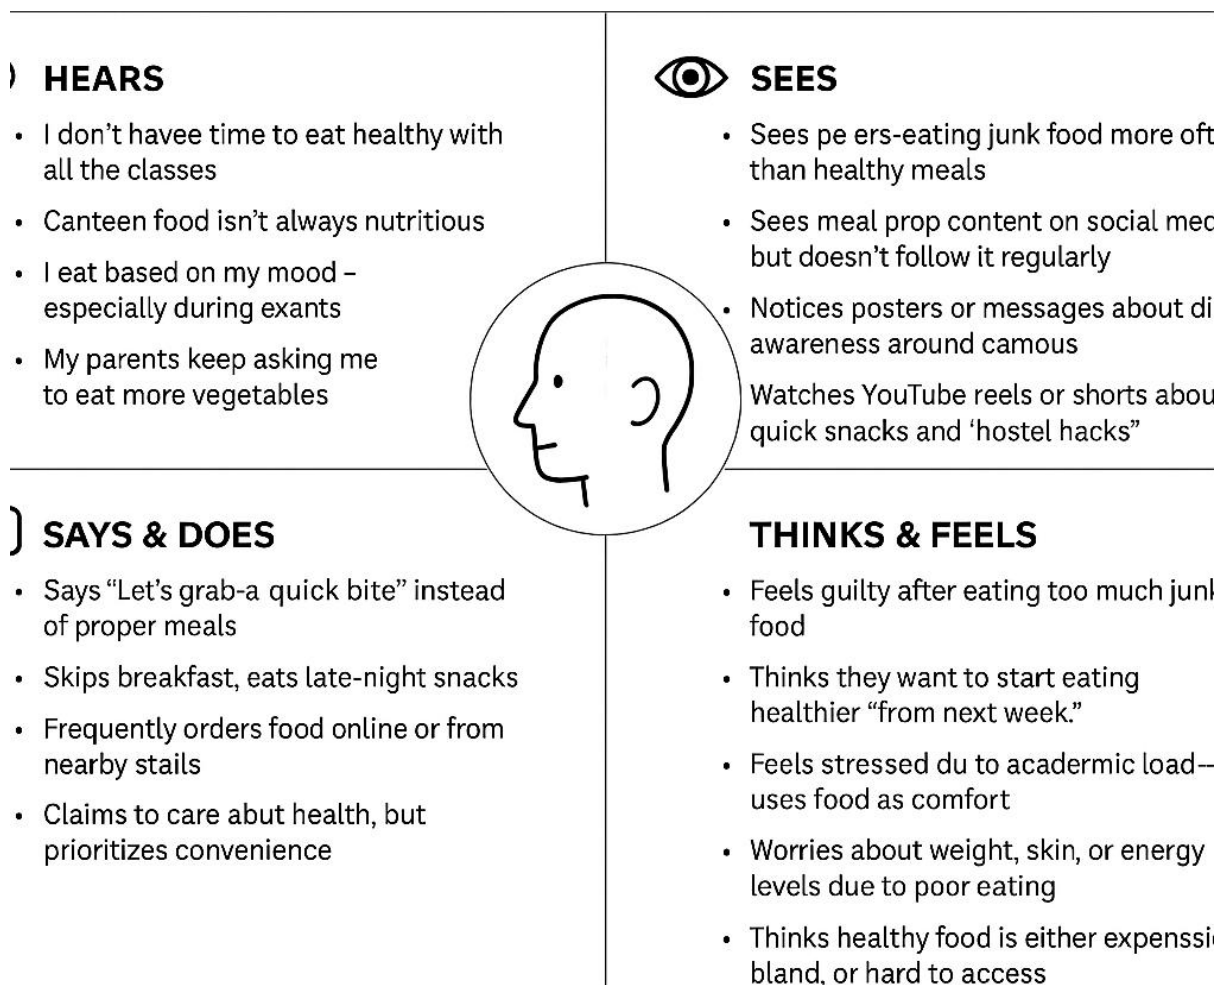 HEARS
• I don't havee time to eat healthy with
all the classes
• Canteen food isn't always nutritious
• I eat based on my mood –
especially during exants
• My parents keep asking me
to eat more vegetables
SEES
• Sees pe ers-eating junk food more oft
than healthy meals
• Sees meal prop content on social med
but doesn't follow it regularly
• Notices posters or messages about di
awareness around camous
Watches YouTube reels or shorts abou
quick snacks and ‘hostel hacks”
SAYS & DOES
• Says “Let's grab-a quick bite” instead
of proper meals
• Skips breakfast, eats late-night snacks
• Frequently orders food online or from
nearby stails
• Claims to care abut health, but
prioritizes convenience
THINKS & FEELS
• Feels guilty after eating too much junk
food
• Thinks they want to start eating
healthier “from next week.”
• Feels stressed du to acadermic load—
uses food as comfort
• Worries about weight, skin, or energy
levels due to poor eating
• Thinks healthy food is either expenssi
bland, or hard to access